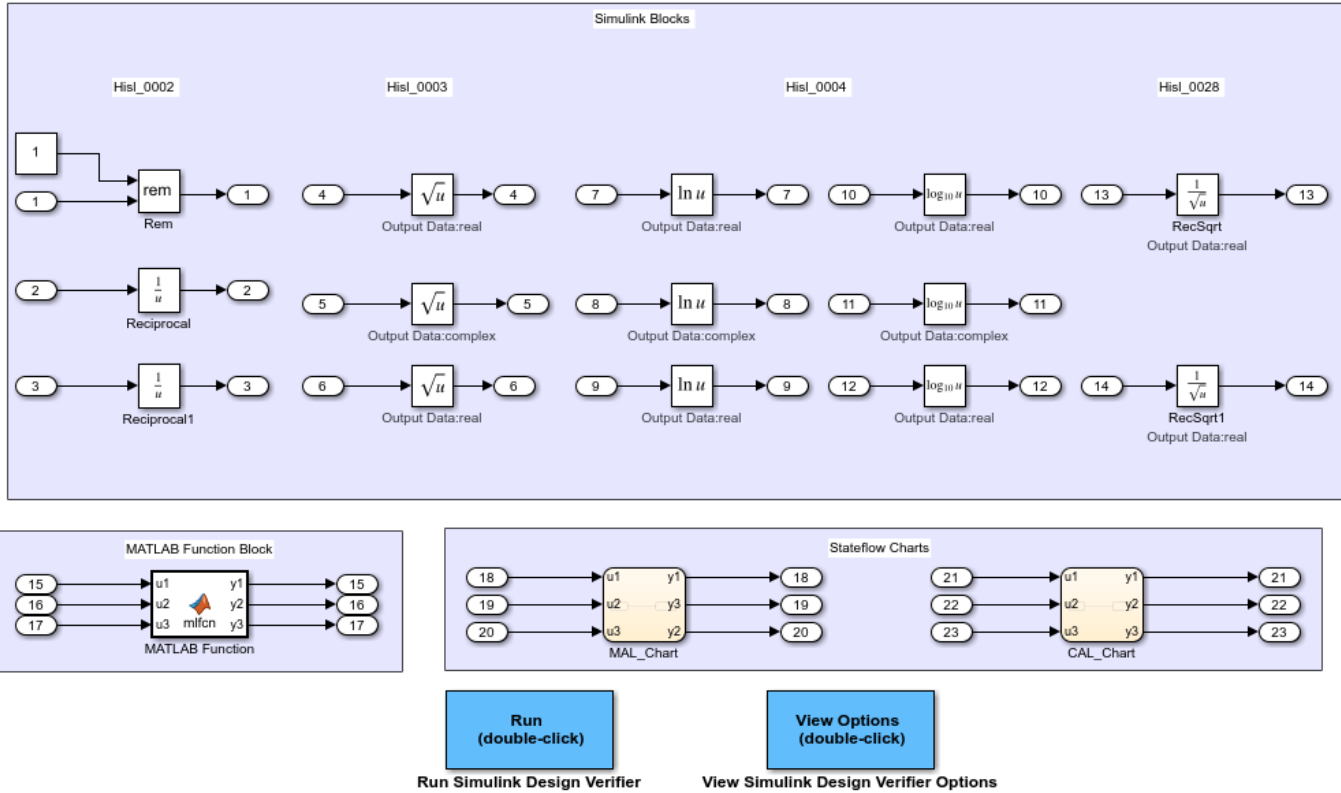 Simulink Blocks
Hisl_0002 Hisl_0003 Hisl_0004 Hisl_0028
1
1 rem 1 4 √u 4 7 ln u 7 10 log10 u 10 13 1/√u 13
Rem Output Data:real Output Data:real Output Data:real RecSqrt
Output Data:real
2 1/u 2 5 √u 5 8 ln u 8 11 log10 u 11
Reciprocal Output Data:complex Output Data:complex Output Data:complex
3 1/u 3 6 √u 6 9 ln u 9 12 log10 u 12 14 1/√u 14
Reciprocal1 Output Data:real Output Data:real Output Data:real RecSqrt1
Output Data:real
MATLAB Function Block
15 u1 y1 15
16 u2 mlfcn y2 16
17 u3 y3 17
MATLAB Function
Stateflow Charts
18 u1 y1 18 21 u1 y1 21
19 u2 y3 19 22 u2 y2 22
20 u3 y2 20 23 u3 y3 23
MAL_Chart CAL_Chart
Run
(double-click)
Run Simulink Design Verifier
View Options
(double-click)
View Simulink Design Verifier Options